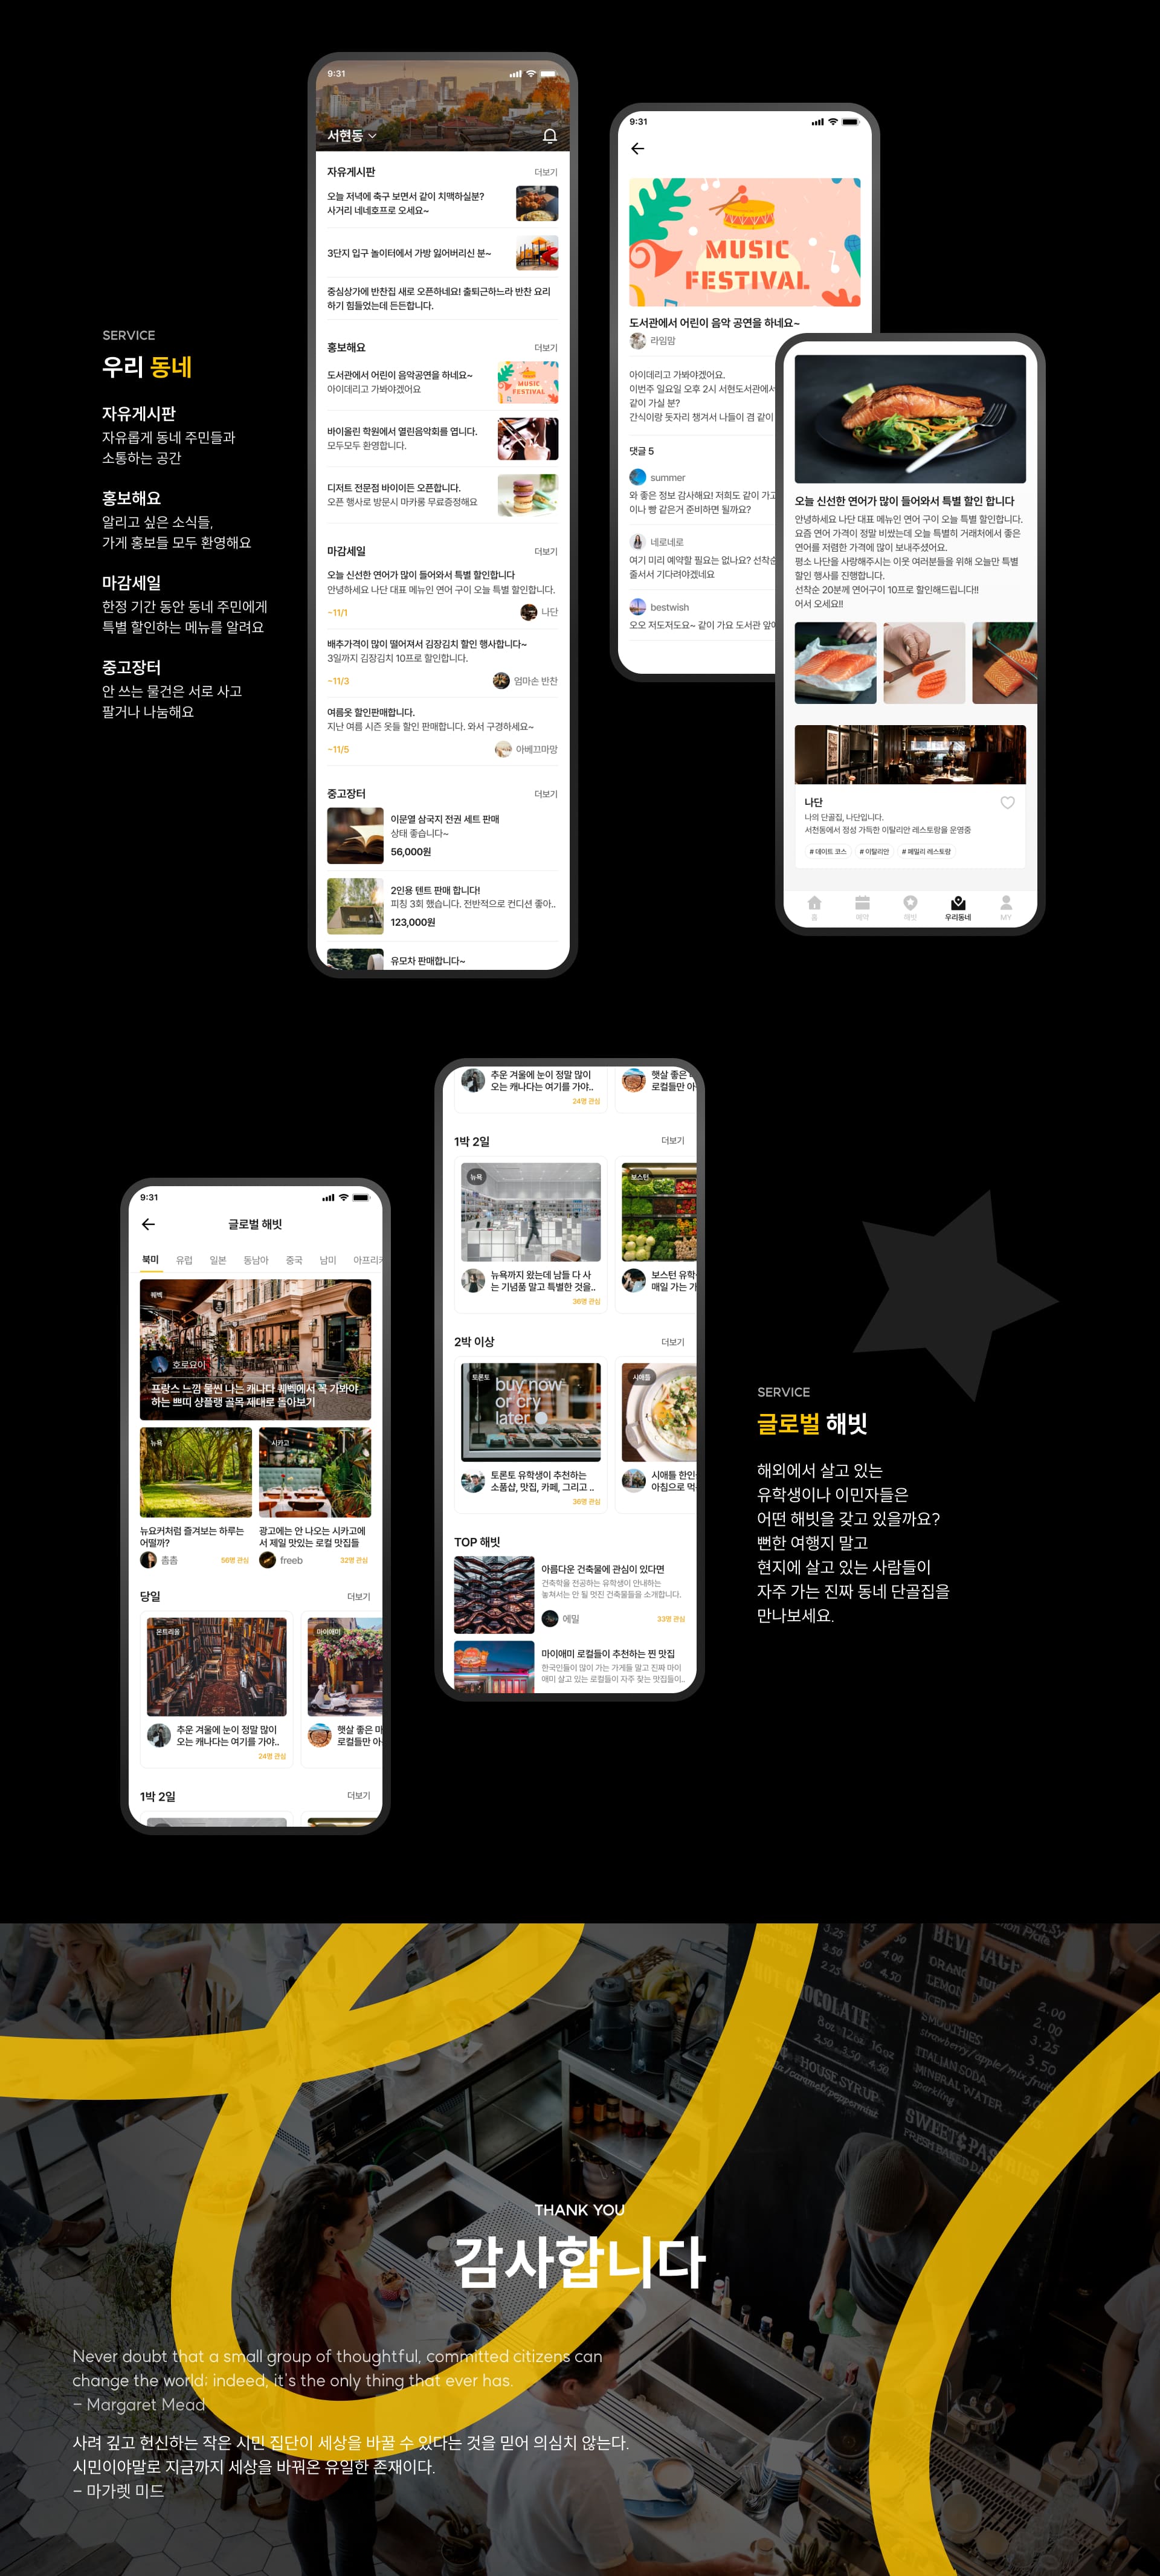 SERVICE
우리 동네
자유게시판
자유롭게 동네 주민들과
소통하는 공간
홍보해요
알리고 싶은 소식들,
가게 홍보들 모두 환영해요
마감세일
한정 기간 동안 동네 주민에게
특별 할인하는 메뉴를 알려요
중고장터
안 쓰는 물건은 서로 사고
팔거나 나눔해요
9:31
서현동
자유게시판 더보기
오늘 저녁에 축구 보면서 같이 치맥하실분?
사거리 네네호프로 오세요~
3단지 입구 놀이터에서 가방 잃어버리신 분~
중심상가에 반찬집 새로 오픈하네요! 출퇴근하느라 반찬 요리
하기 힘들었는데 든든합니다.
홍보해요 더보기
도서관에서 어린이 음악공연을 하네요~
아이데리고 가봐야겠어요
MUSIC
FESTIVAL
바이올린 학원에서 열린음악회를 엽니다.
모두모두 환영합니다.
디저트 전문점 바이이든 오픈합니다.
오픈 행사로 방문시 마카롱 무료증정해요
마감세일 더보기
오늘 신선한 연어가 많이 들어와서 특별 할인합니다
안녕하세요 나단 대표 메뉴인 연어 구이 오늘 특별 할인합니다.
~11/1 나단
배추가격이 많이 떨어져서 김장김치 할인 행사합니다~
3일까지 김장김치 10프로 할인합니다.
~11/3 엄마손 반찬
여름옷 할인판매합니다.
지난 여름 시즌 옷들 할인 판매합니다. 와서 구경하세요~
~11/5 아베끄마망
중고장터 더보기
이문열 삼국지 전권 세트 판매
상태 좋습니다~
56,000원
2인용 텐트 판매 합니다!
피칭 3회 했습니다. 전반적으로 컨디션 좋아..
123,000원
유모차 판매합니다~
9:31
MUSIC
FESTIVAL
도서관에서 어린이 음악 공연을 하네요~
라임맘
아이데리고 가봐야겠어요.
이번주 일요일 오후 2시 서현도서관에서
같이 가실 분?
간식이랑 돗자리 챙겨서 나들이 겸 같이
댓글 5
summer
와 좋은 정보 감사해요! 저희도 같이 가고
이나 빵 같은거 준비하면 될까요?
네로네로
여기 미리 예약할 필요는 없나요? 선착순
줄서서 기다려야겠네요
bestwish
오오 저도저도요~ 같이 가요 도서관 앞에
오늘 신선한 연어가 많이 들어와서 특별 할인 합니다
안녕하세요 나단 대표 메뉴인 연어 구이 오늘 특별 할인합니다.
요즘 연어 가격이 정말 비쌌는데 오늘 특별히 거래처에서 좋은
연어를 저렴한 가격에 많이 보내주셨어요.
평소 나단을 사랑해주시는 이웃 여러분들을 위해 오늘만 특별
할인 행사를 진행합니다.
선착순 20분께 연어구이 10프로 할인해드립니다!!
어서 오세요!!
나단
나의 단골집, 나단입니다.
서천동에서 정성 가득한 이탈리안 레스토랑을 운영중
# 데이트 코스 # 이탈리안 # 패밀리 레스토랑
홈 예약 해빗 우리동네 MY
9:31
글로벌 해빗
북미 유럽 일본 동남아 중국 남미 아프리카
퀘벡
호로요이
프랑스 느낌 물씬 나는 캐나다 퀘벡에서 꼭 가봐야
하는 쁘띠 샹플랭 골목 제대로 돌아보기
뉴욕
시카고
뉴요커처럼 즐겨보는 하루는
어떨까?
촘촘 56명 관심
광고에는 안 나오는 시카고에
서 제일 맛있는 로컬 맛집들
freeb 32명 관심
당일 더보기
몬트리올
마이애미
추운 겨울에 눈이 정말 많이
오는 캐나다는 여기를 가야..
24명 관심
햇살 좋은 마
로컬들만 아
1박 2일 더보기
추운 겨울에 눈이 정말 많이
오는 캐나다는 여기를 가야..
24명 관심
햇살 좋은
로컬들만 아
1박 2일 더보기
뉴욕
보스턴
뉴욕까지 왔는데 남들 다 사
는 기념품 말고 특별한 것을..
36명 관심
보스턴 유학
매일 가는 가
2박 이상 더보기
토론토
buy now
or cry
later
시애틀
토론토 유학생이 추천하는
소품샵, 맛집, 카페, 그리고 ..
36명 관심
시애틀 한인
아침으로 먹
TOP 해빗
아름다운 건축물에 관심이 있다면
건축학을 전공하는 유학생이 안내하는
놓쳐서는 안 될 멋진 건축물들을 소개합니다.
에밀 33명 관심
마이애미 로컬들이 추천하는 찐 맛집
한국인들이 많이 가는 가게들 말고 진짜 마이
애미 살고 있는 로컬들이 자주 찾는 맛집들이..
SERVICE
글로벌 해빗
해외에서 살고 있는
유학생이나 이민자들은
어떤 해빗을 갖고 있을까요?
뻔한 여행지 말고
현지에 살고 있는 사람들이
자주 가는 진짜 동네 단골집을
만나보세요.
BEVERAGE
ORANGE JUICE
2.00
2.00
3.25
3.50
HOT CHOCOLATE
8oz 12oz 16oz
2.50 3.50 4.50
HOUSE SYRUP
SMOOTHIES
strawberry/apple/mix fruit
ITALIAN SODA
MINERAL WATER
sparkling
SWEET & PASTRIES
FRESH BAKED DAILY
THANK YOU
감사합니다
Never doubt that a small group of thoughtful, committed citizens can
change the world; indeed, it's the only thing that ever has.
– Margaret Mead
사려 깊고 헌신하는 작은 시민 집단이 세상을 바꿀 수 있다는 것을 믿어 의심치 않는다.
시민이야말로 지금까지 세상을 바꿔온 유일한 존재이다.
– 마가렛 미드